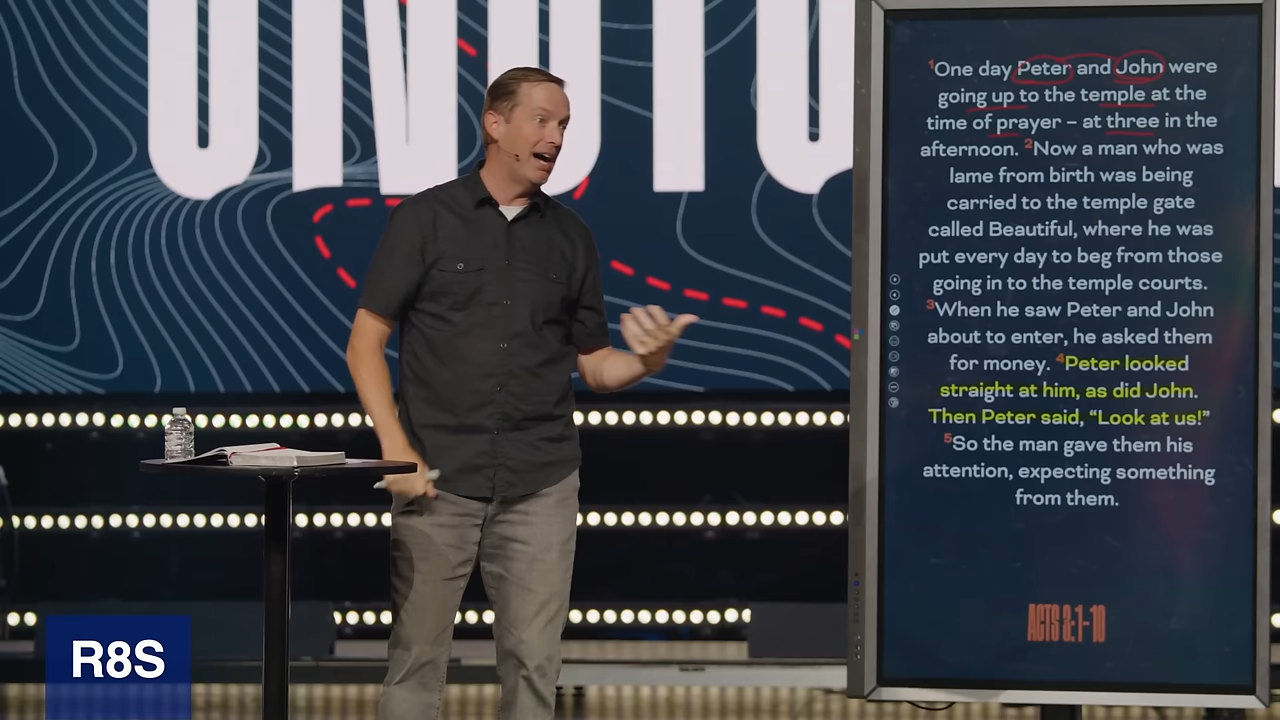 ¹One day Peter and John were
going up to the temple at the
time of prayer – at three in the
afternoon. ²Now a man who was
lame from birth was being
carried to the temple gate
called Beautiful, where he was
put every day to beg from those
going in to the temple courts.
³When he saw Peter and John
about to enter, he asked them
for money. ⁴Peter looked
straight at him, as did John.
Then Peter said, “Look at us!”
⁵So the man gave them his
attention, expecting something
from them.
ACTS 3:1-10
R8S